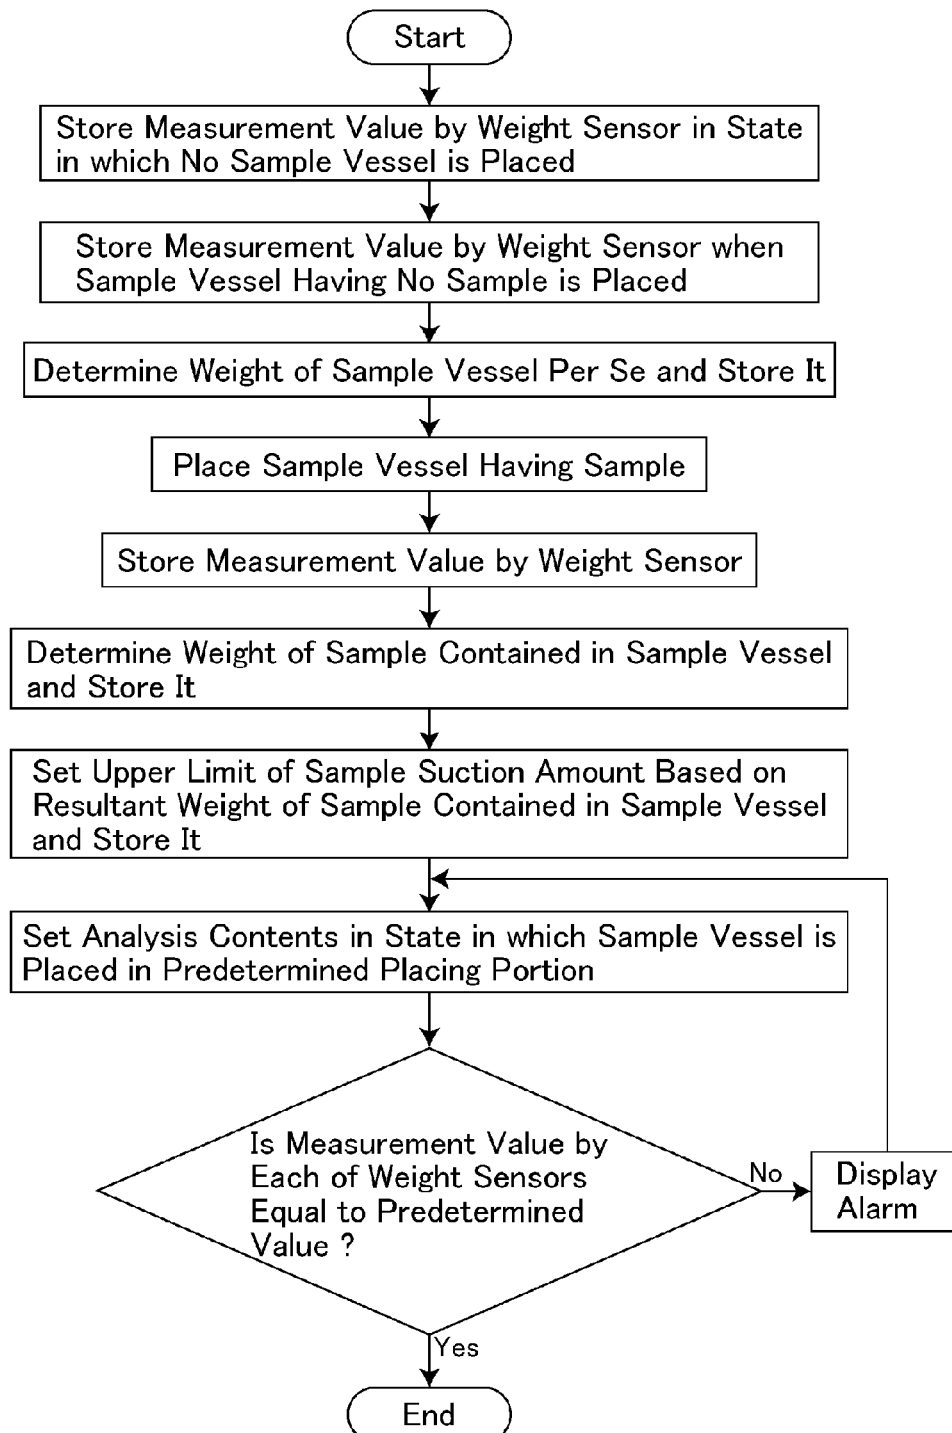 Start
Store Measurement Value by Weight Sensor in State
in which No Sample Vessel is Placed
Store Measurement Value by Weight Sensor when
Sample Vessel Having No Sample is Placed
Determine Weight of Sample Vessel Per Se and Store It
Place Sample Vessel Having Sample
Store Measurement Value by Weight Sensor
Determine Weight of Sample Contained in Sample Vessel
and Store It
Set Upper Limit of Sample Suction Amount Based on
Resultant Weight of Sample Contained in Sample Vessel
and Store It
Set Analysis Contents in State in which Sample Vessel is
Placed in Predetermined Placing Portion
Is Measurement Value by
Each of Weight Sensors
Equal to Predetermined
Value ?
No
Display
Alarm
Yes
End